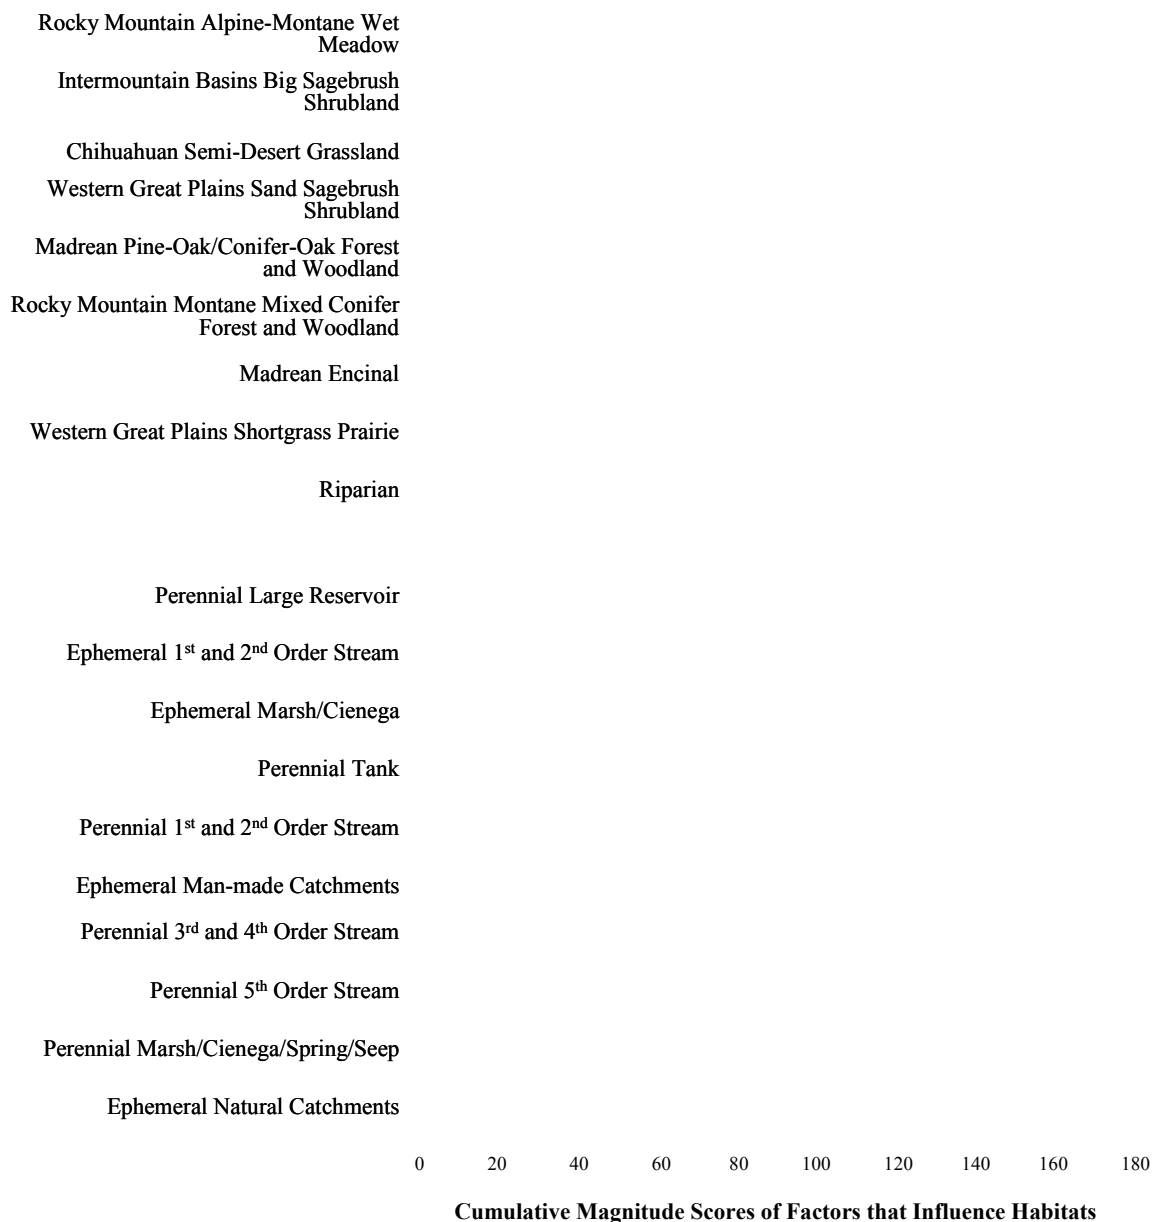 Rocky Mountain Alpine-Montane Wet
Meadow
Intermountain Basins Big Sagebrush
Shrubland
Chihuahuan Semi-Desert Grassland
Western Great Plains Sand Sagebrush
Shrubland
Madrean Pine-Oak/Conifer-Oak Forest
and Woodland
Rocky Mountain Montane Mixed Conifer
Forest and Woodland
Madrean Encinal
Western Great Plains Shortgrass Prairie
Riparian
Perennial Large Reservoir
Ephemeral 1st and 2nd Order Stream
Ephemeral Marsh/Cienega
Perennial Tank
Perennial 1st and 2nd Order Stream
Ephemeral Man-made Catchments
Perennial 3rd and 4th Order Stream
Perennial 5th Order Stream
Perennial Marsh/Cienega/Spring/Seep
Ephemeral Natural Catchments
0 20 40 60 80 100 120 140 160 180
Cumulative Magnitude Scores of Factors that Influence Habitats